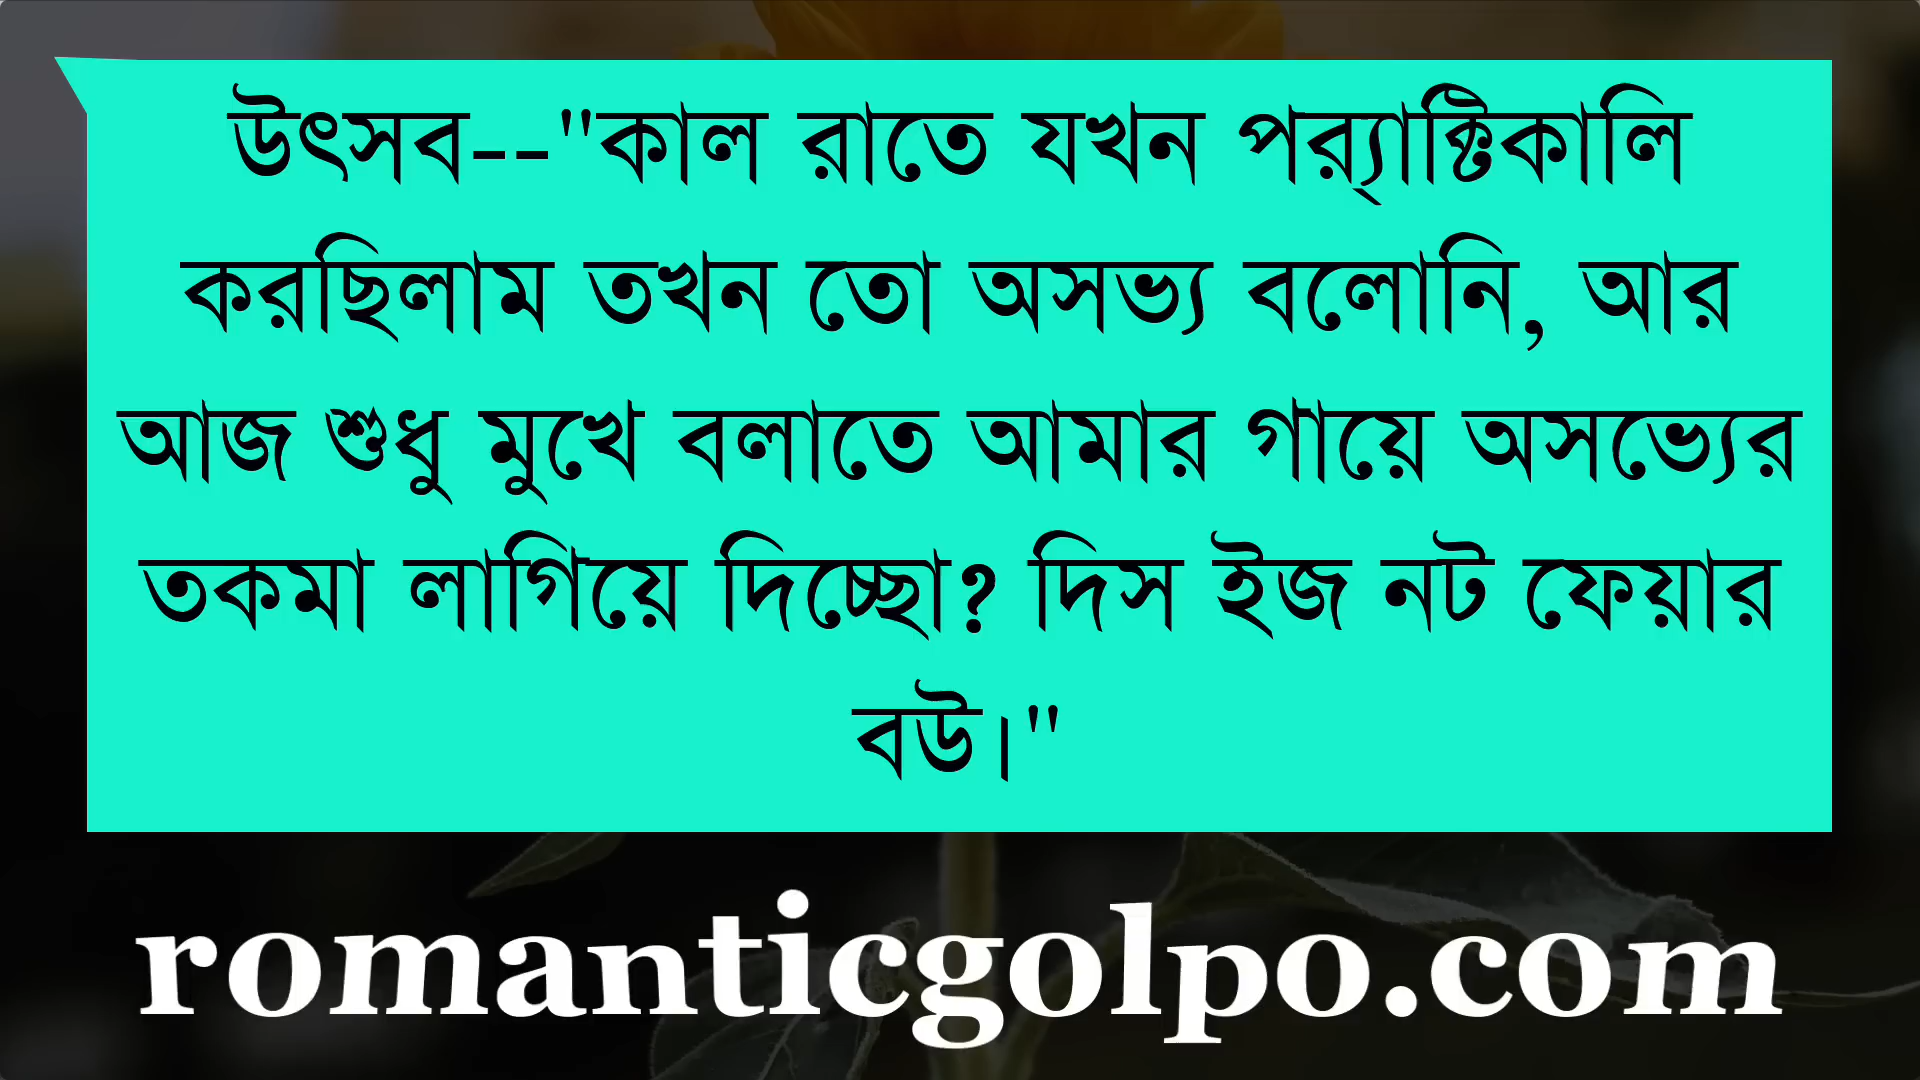 উৎসব--"কাল রাতে যখন পর্‍্যাক্টিকালি
করছিলাম তখন তো অসভ্য বলোনি, আর
আজ শুধু মুখে বলাতে আমার গায়ে অসভ্যের
তকমা লাগিয়ে দিচ্ছো? দিস ইজ নট ফেয়ার
বউ।"
romanticgolpo.com